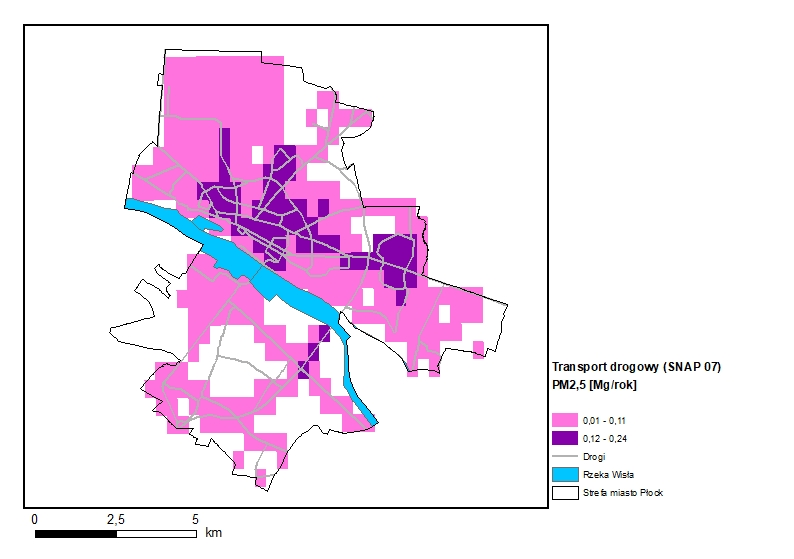 Transport drogowy (SNAP 07)
PM2,5 [Mg/rok]
0,01 - 0,11
0,12 - 0,24
Drogi
Rzeka Wisła
Strefa miasto Płock
0 2,5 5
km